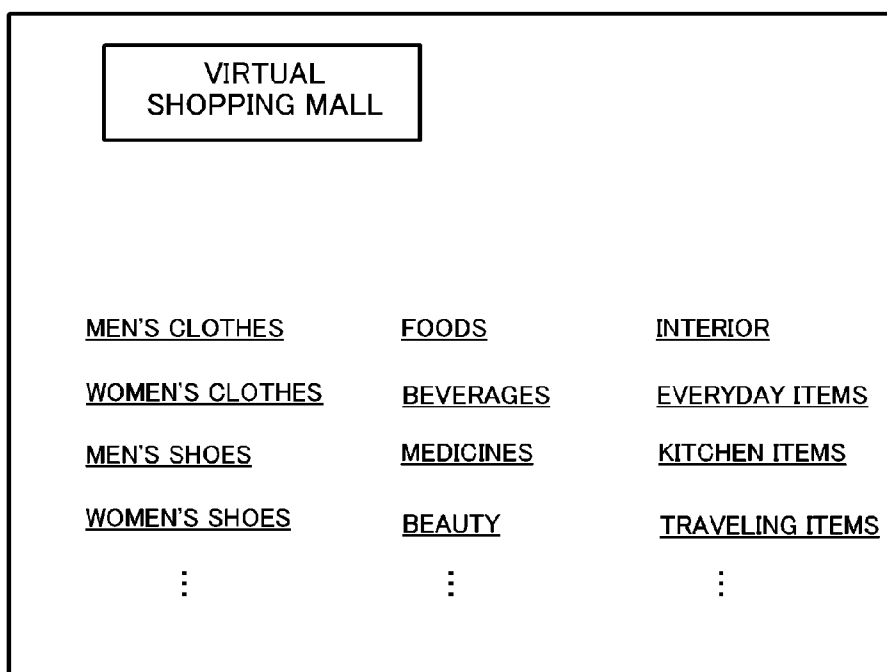 VIRTUAL
SHOPPING MALL
MEN'S CLOTHES
FOODS
INTERIOR
WOMEN'S CLOTHES
BEVERAGES
EVERYDAY ITEMS
MEN'S SHOES
MEDICINES
KITCHEN ITEMS
WOMEN'S SHOES
BEAUTY
TRAVELING ITEMS
⋮ ⋮ ⋮